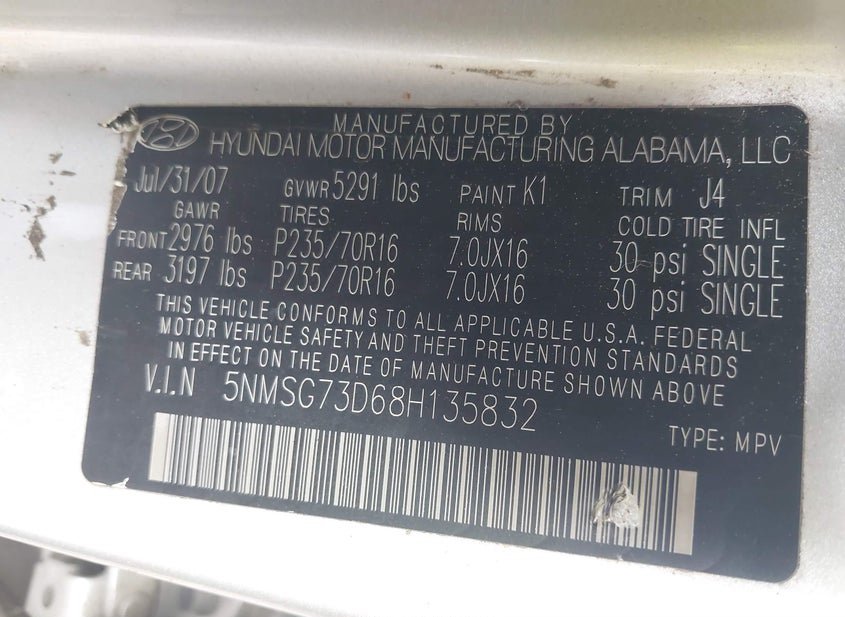 MANUFACTURED BY
HYUNDAI MOTOR MANUFACTURING ALABAMA, LLC
Jul/31/07 GVWR 5291 lbs PAINT K1 TRIM J4
GAWR TIRES RIMS COLD TIRE INFL
FRONT 2976 lbs P235/70R16 7.0JX16 30 psi SINGLE
REAR 3197 lbs P235/70R16 7.0JX16 30 psi SINGLE
THIS VEHICLE CONFORMS TO ALL APPLICABLE U.S.A. FEDERAL
MOTOR VEHICLE SAFETY AND THEFT PREVENTION STANDARDS
IN EFFECT ON THE DATE OF MANUFACTURE SHOWN ABOVE
V.I.N 5NMSG73D68H135832
TYPE: MPV